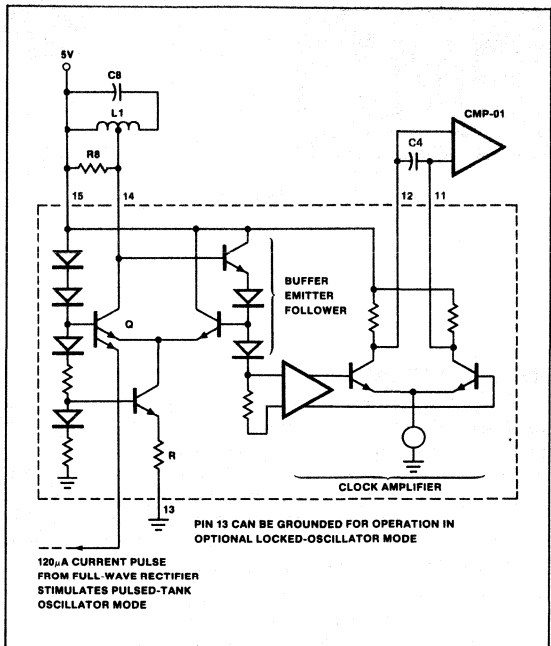 5V
C8
L1
R8
15
14
CMP-01
C4
12
11
Q
BUFFER
EMITTER
FOLLOWER
R
13
CLOCK AMPLIFIER
PIN 13 CAN BE GROUNDED FOR OPERATION IN
OPTIONAL LOCKED-OSCILLATOR MODE
120μA CURRENT PULSE
FROM FULL-WAVE RECTIFIER
STIMULATES PULSED-TANK
OSCILLATOR MODE